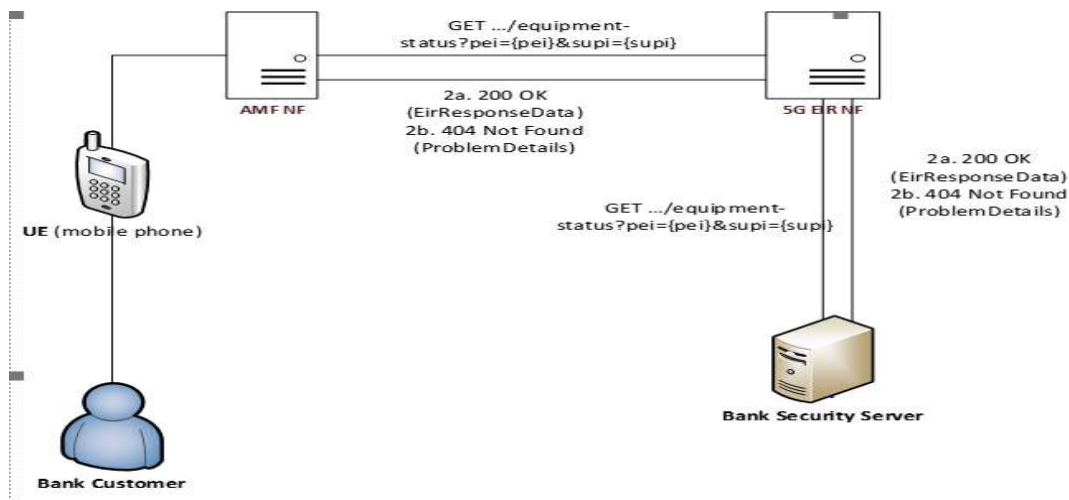 GET .../equipment-
status?pei={pei}&supi={supi}
AMF NF
2a. 200 OK
(EirResponseData)
2b. 404 Not Found
(ProblemDetails)
5G EIR NF
2a. 200 OK
(EirResponseData)
2b. 404 Not Found
(ProblemDetails)
GET .../equipment-
status?pei={pei}&supi={supi}
UE (mobile phone)
Bank Security Server
Bank Customer